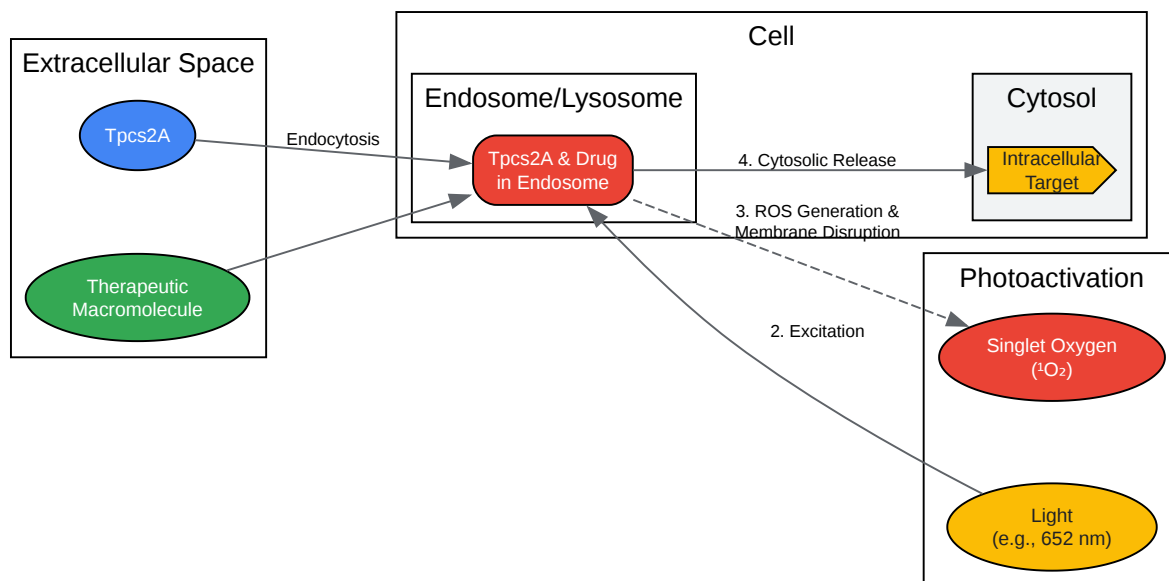 Cell
Extracellular Space
Endosome/Lysosome
Cytosol
Tpcs2A
Endocytosis
Tpcs2A & Drug
in Endosome
4. Cytosolic Release
Intracellular
Target
3. ROS Generation &
Membrane Disruption
Therapeutic
Macromolecule
Photoactivation
2. Excitation
Singlet Oxygen
(¹O₂)
Light
(e.g., 652 nm)